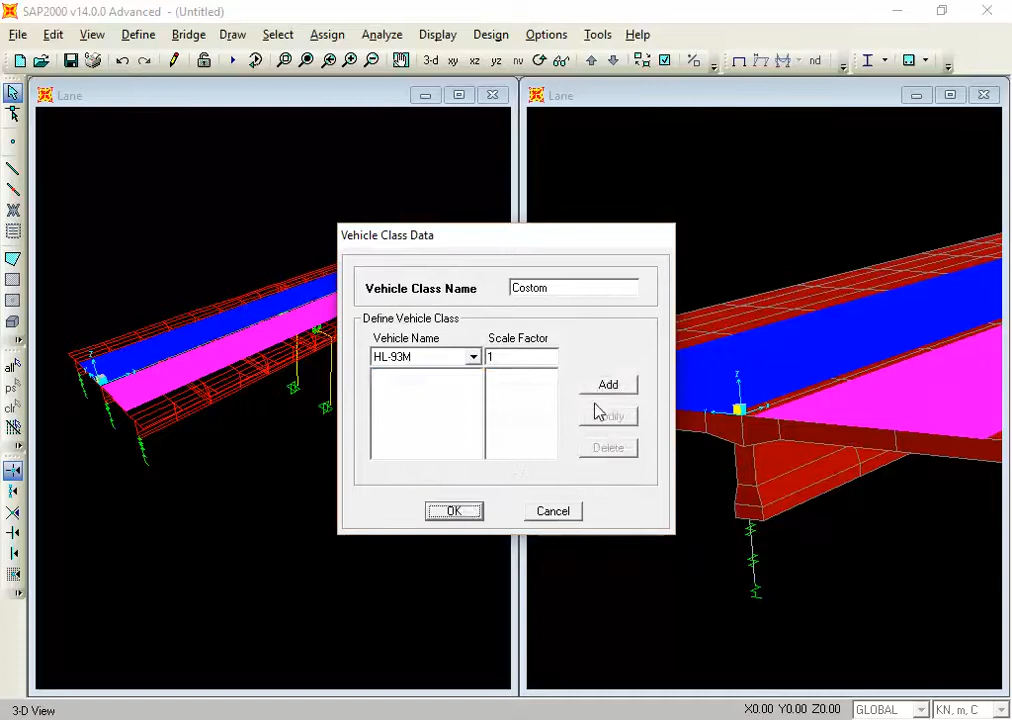 SAP2000 v14.0.0 Advanced - (Untitled)
File Edit View Define Bridge Draw Select Assign Analyze Display Design Options Tools Help
3-d xy xz yz nv nd
Lane
Lane
all
ps
clr
Vehicle Class Data
Vehicle Class Name Costom
Define Vehicle Class
Vehicle Name Scale Factor
HL-93M 1
Add
Delete
OK Cancel
3-D View X0.00 Y0.00 Z0.00 GLOBAL KN, m, C